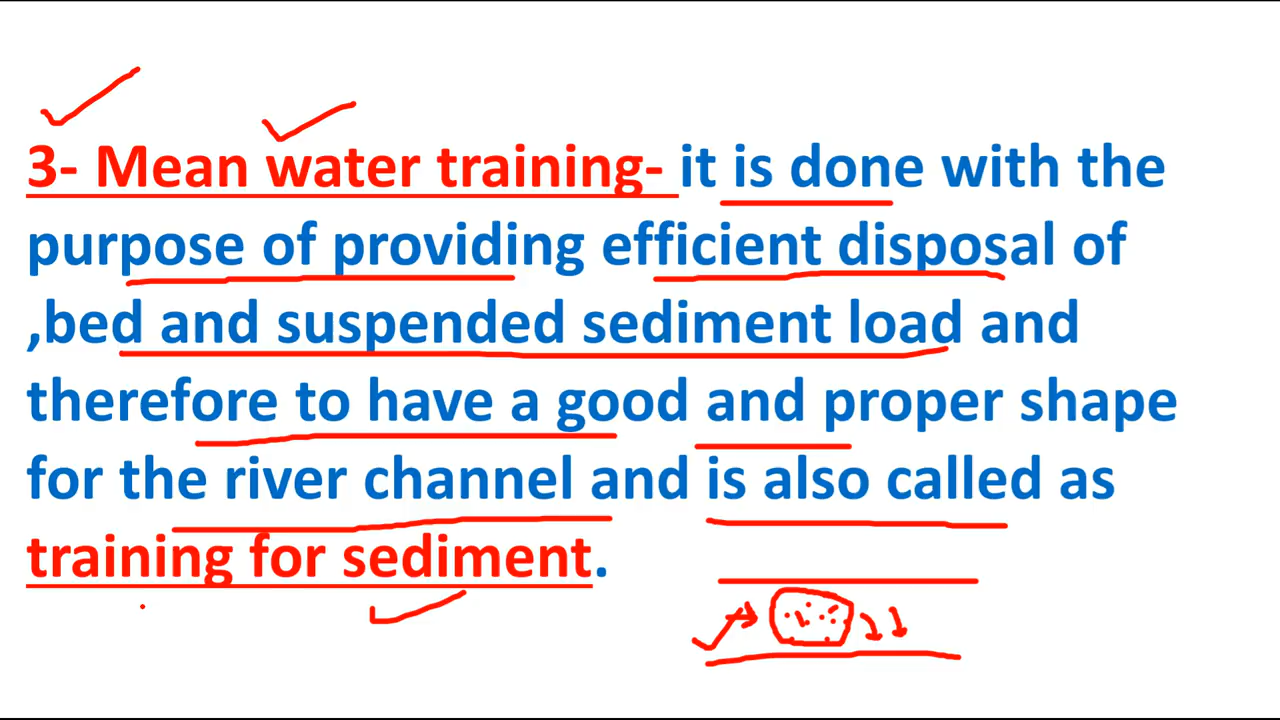 3- Mean water training- it is done with the
purpose of providing efficient disposal of
,bed and suspended sediment load and
therefore to have a good and proper shape
for the river channel and is also called as
training for sediment.